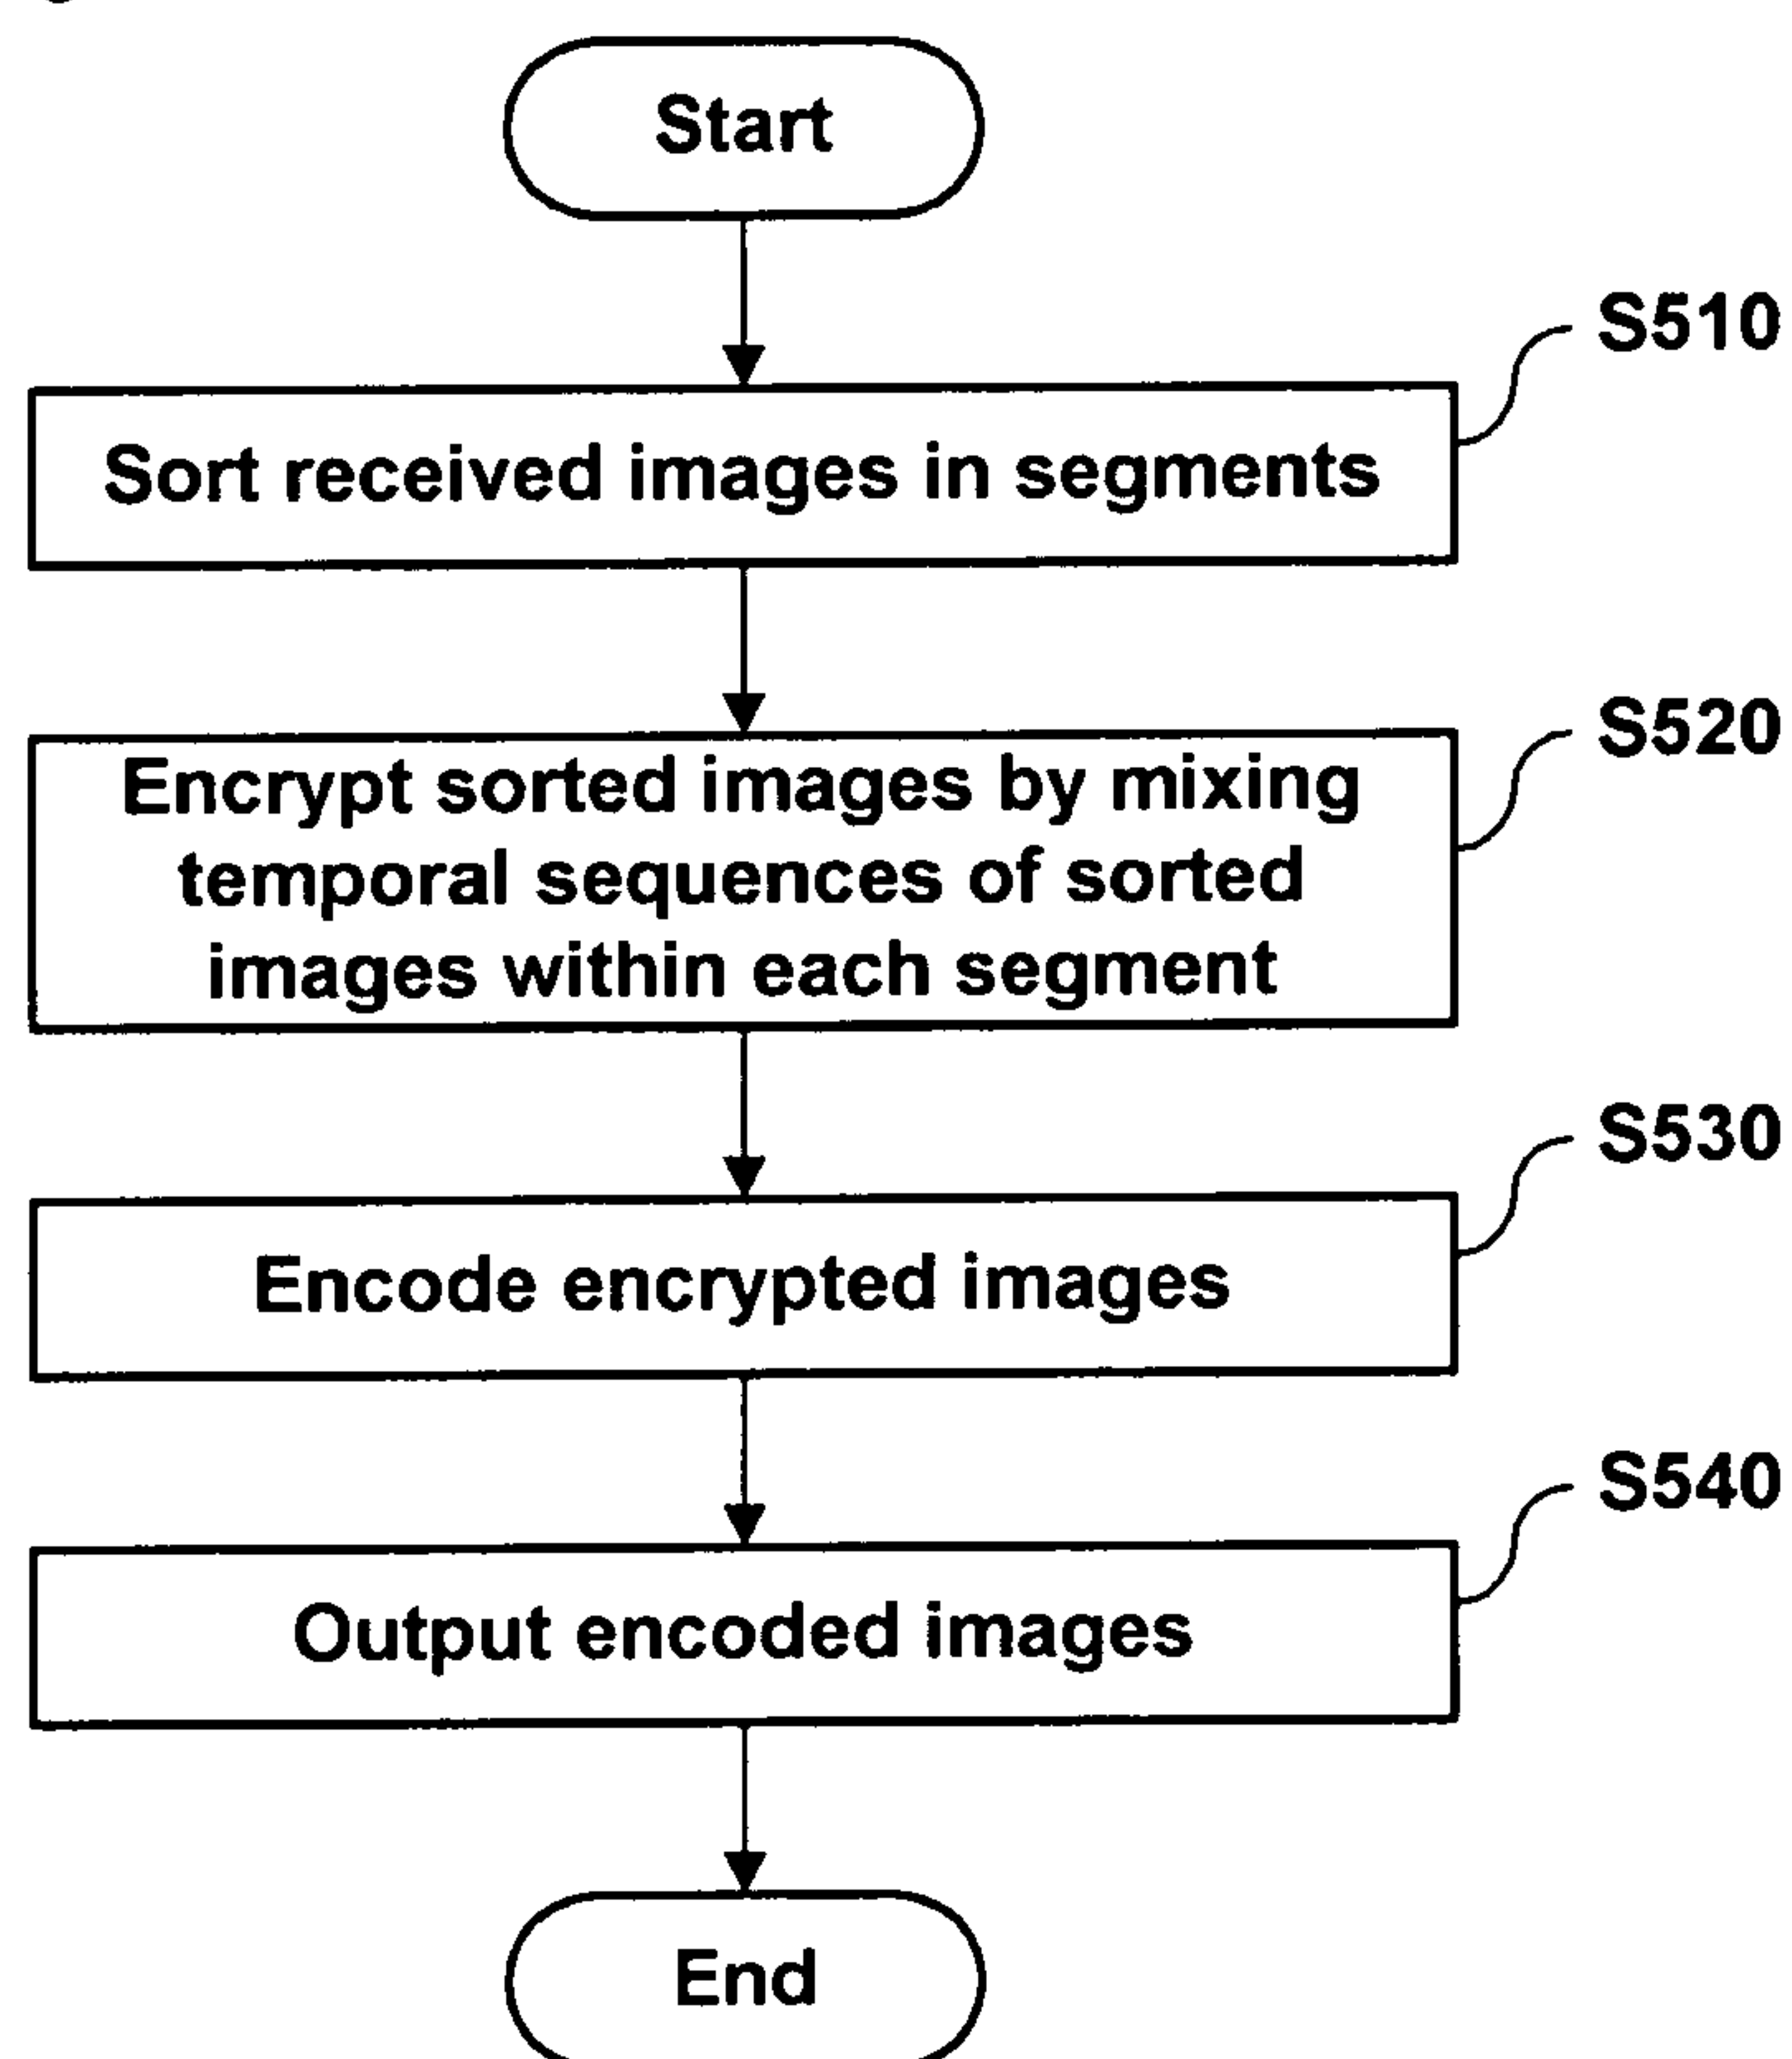 Start
S510
Sort received images in segments
S520
Encrypt sorted images by mixing
temporal sequences of sorted
images within each segment
S530
Encode encrypted images
S540
Output encoded images
End